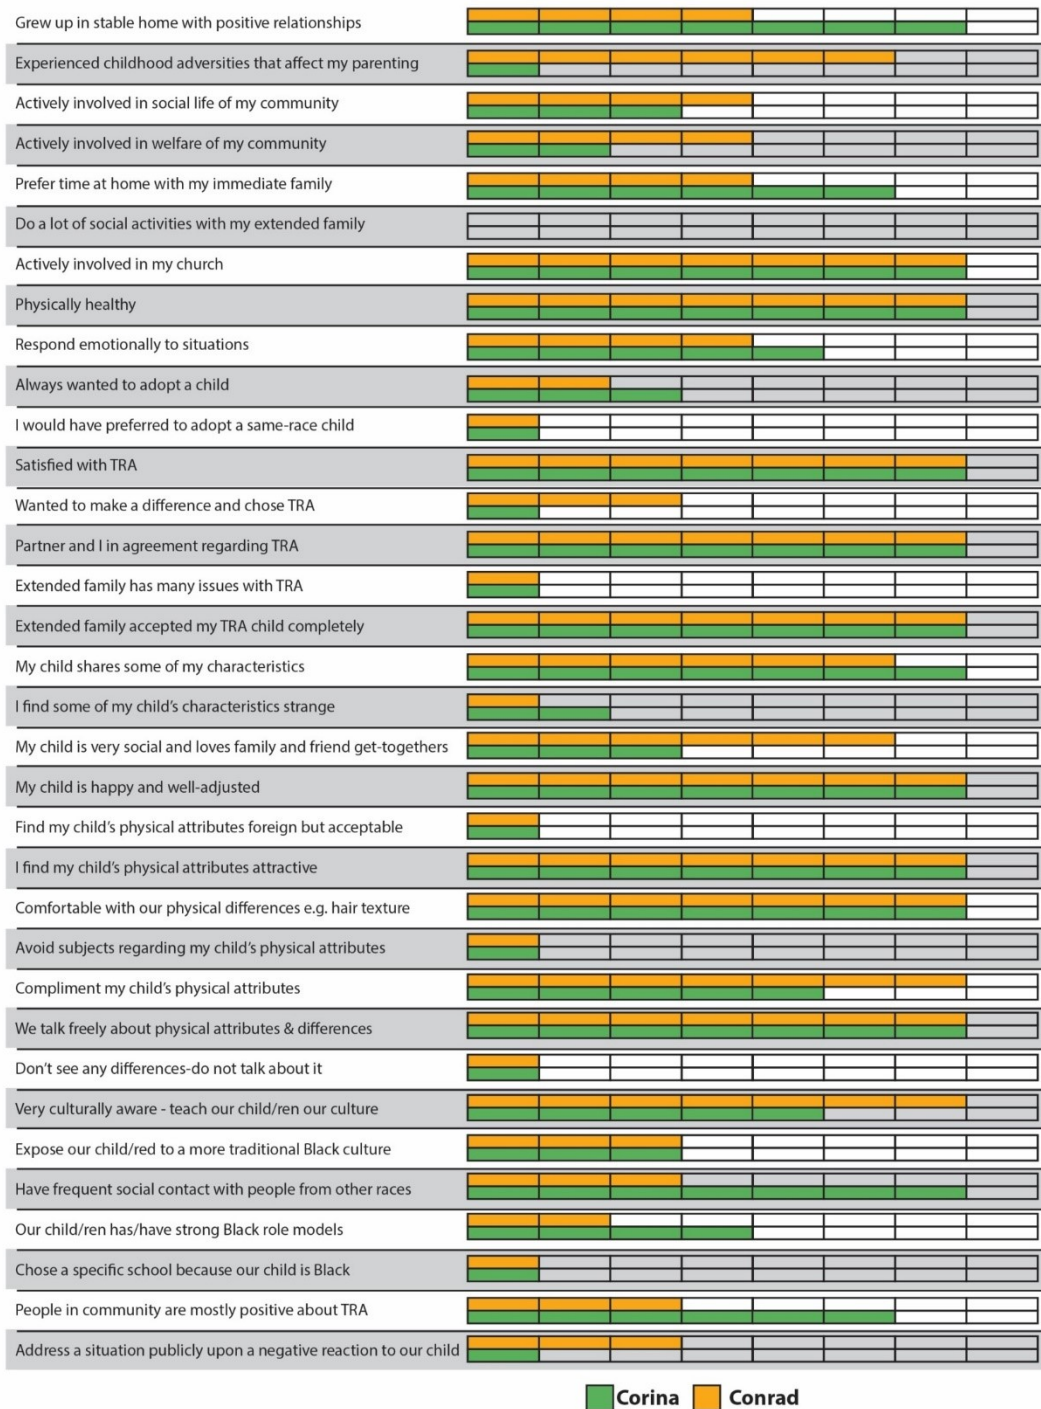 Grew up in stable home with positive relationships
Experienced childhood adversities that affect my parenting
Actively involved in social life of my community
Actively involved in welfare of my community
Prefer time at home with my immediate family
Do a lot of social activities with my extended family
Actively involved in my church
Physically healthy
Respond emotionally to situations
Always wanted to adopt a child
I would have preferred to adopt a same-race child
Satisfied with TRA
Wanted to make a difference and chose TRA
Partner and I in agreement regarding TRA
Extended family has many issues with TRA
Extended family accepted my TRA child completely
My child shares some of my characteristics
I find some of my child's characteristics strange
My child is very social and loves family and friend get-togethers
My child is happy and well-adjusted
Find my child's physical attributes foreign but acceptable
I find my child's physical attributes attractive
Comfortable with our physical differences e.g. hair texture
Avoid subjects regarding my child's physical attributes
Compliment my child's physical attributes
We talk freely about physical attributes & differences
Don't see any differences-do not talk about it
Very culturally aware - teach our child/ren our culture
Expose our child/red to a more traditional Black culture
Have frequent social contact with people from other races
Our child/ren has/have strong Black role models
Chose a specific school because our child is Black
People in community are mostly positive about TRA
Address a situation publicly upon a negative reaction to our child
Corina Conrad